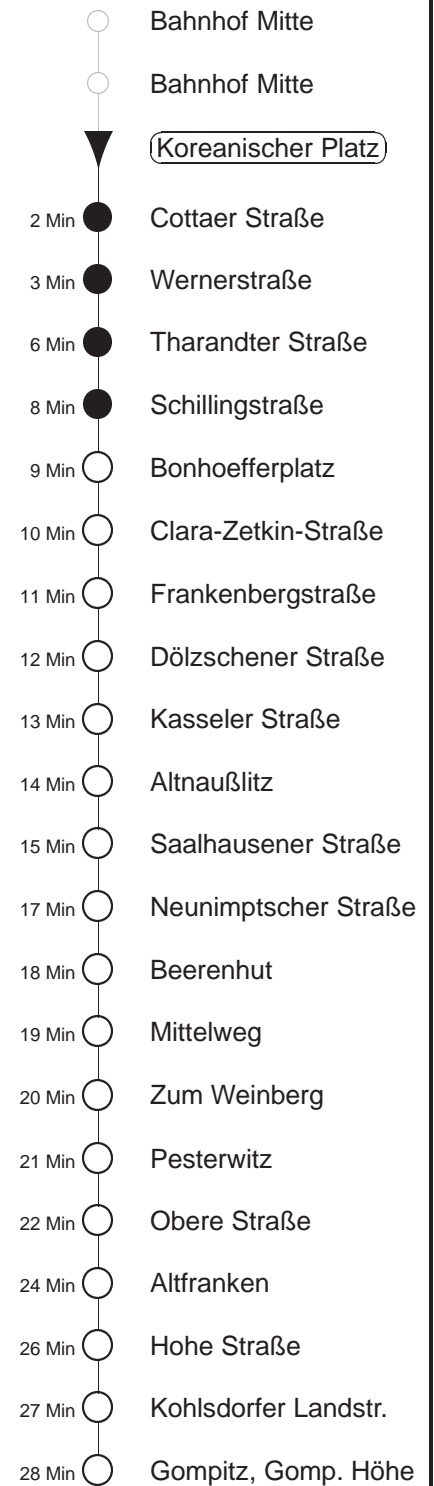 Bahnhof Mitte
Bahnhof Mitte
Koreanischer Platz
2 Min Cottaer Straße
3 Min Wernerstraße
6 Min Tharandter Straße
8 Min Schillingstraße
9 Min Bonhoefferplatz
10 Min Clara-Zetkin-Straße
11 Min Frankenbergstraße
12 Min Dölzschener Straße
13 Min Kasseler Straße
14 Min Altnaußlitz
15 Min Saalhausener Straße
17 Min Neunimptscher Straße
18 Min Beerenhut
19 Min Mittelweg
20 Min Zum Weinberg
21 Min Pesterwitz
22 Min Obere Straße
24 Min Altfranken
26 Min Hohe Straße
27 Min Kohlsdorfer Landstr.
28 Min Gompitz, Gomp. Höhe